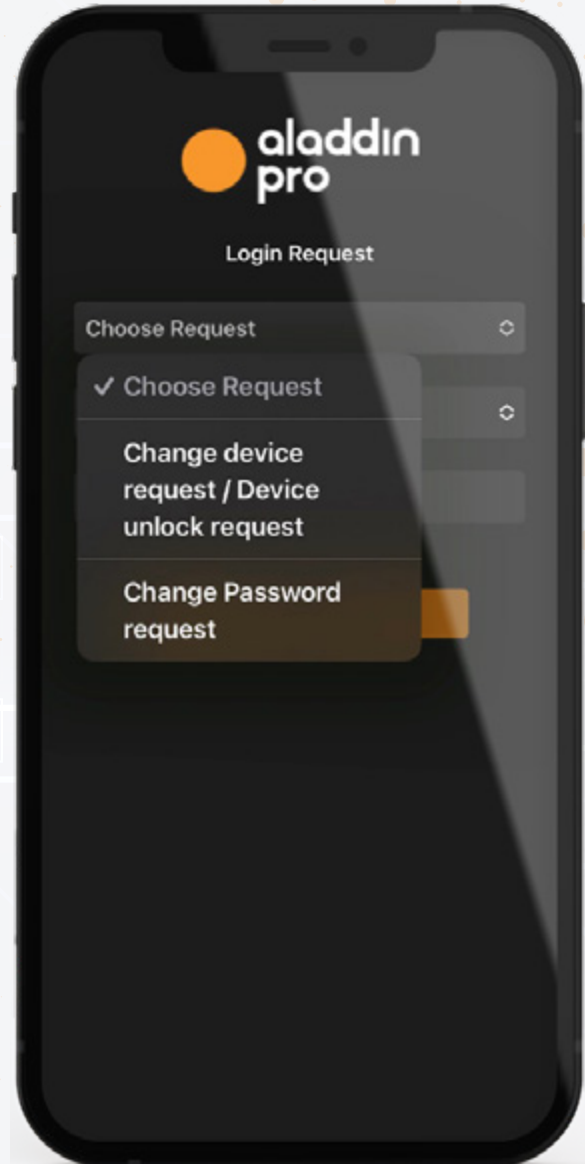 aladdin
pro
Login Request
Choose Request
✓ Choose Request
Change device
request / Device
unlock request
Change Password
request